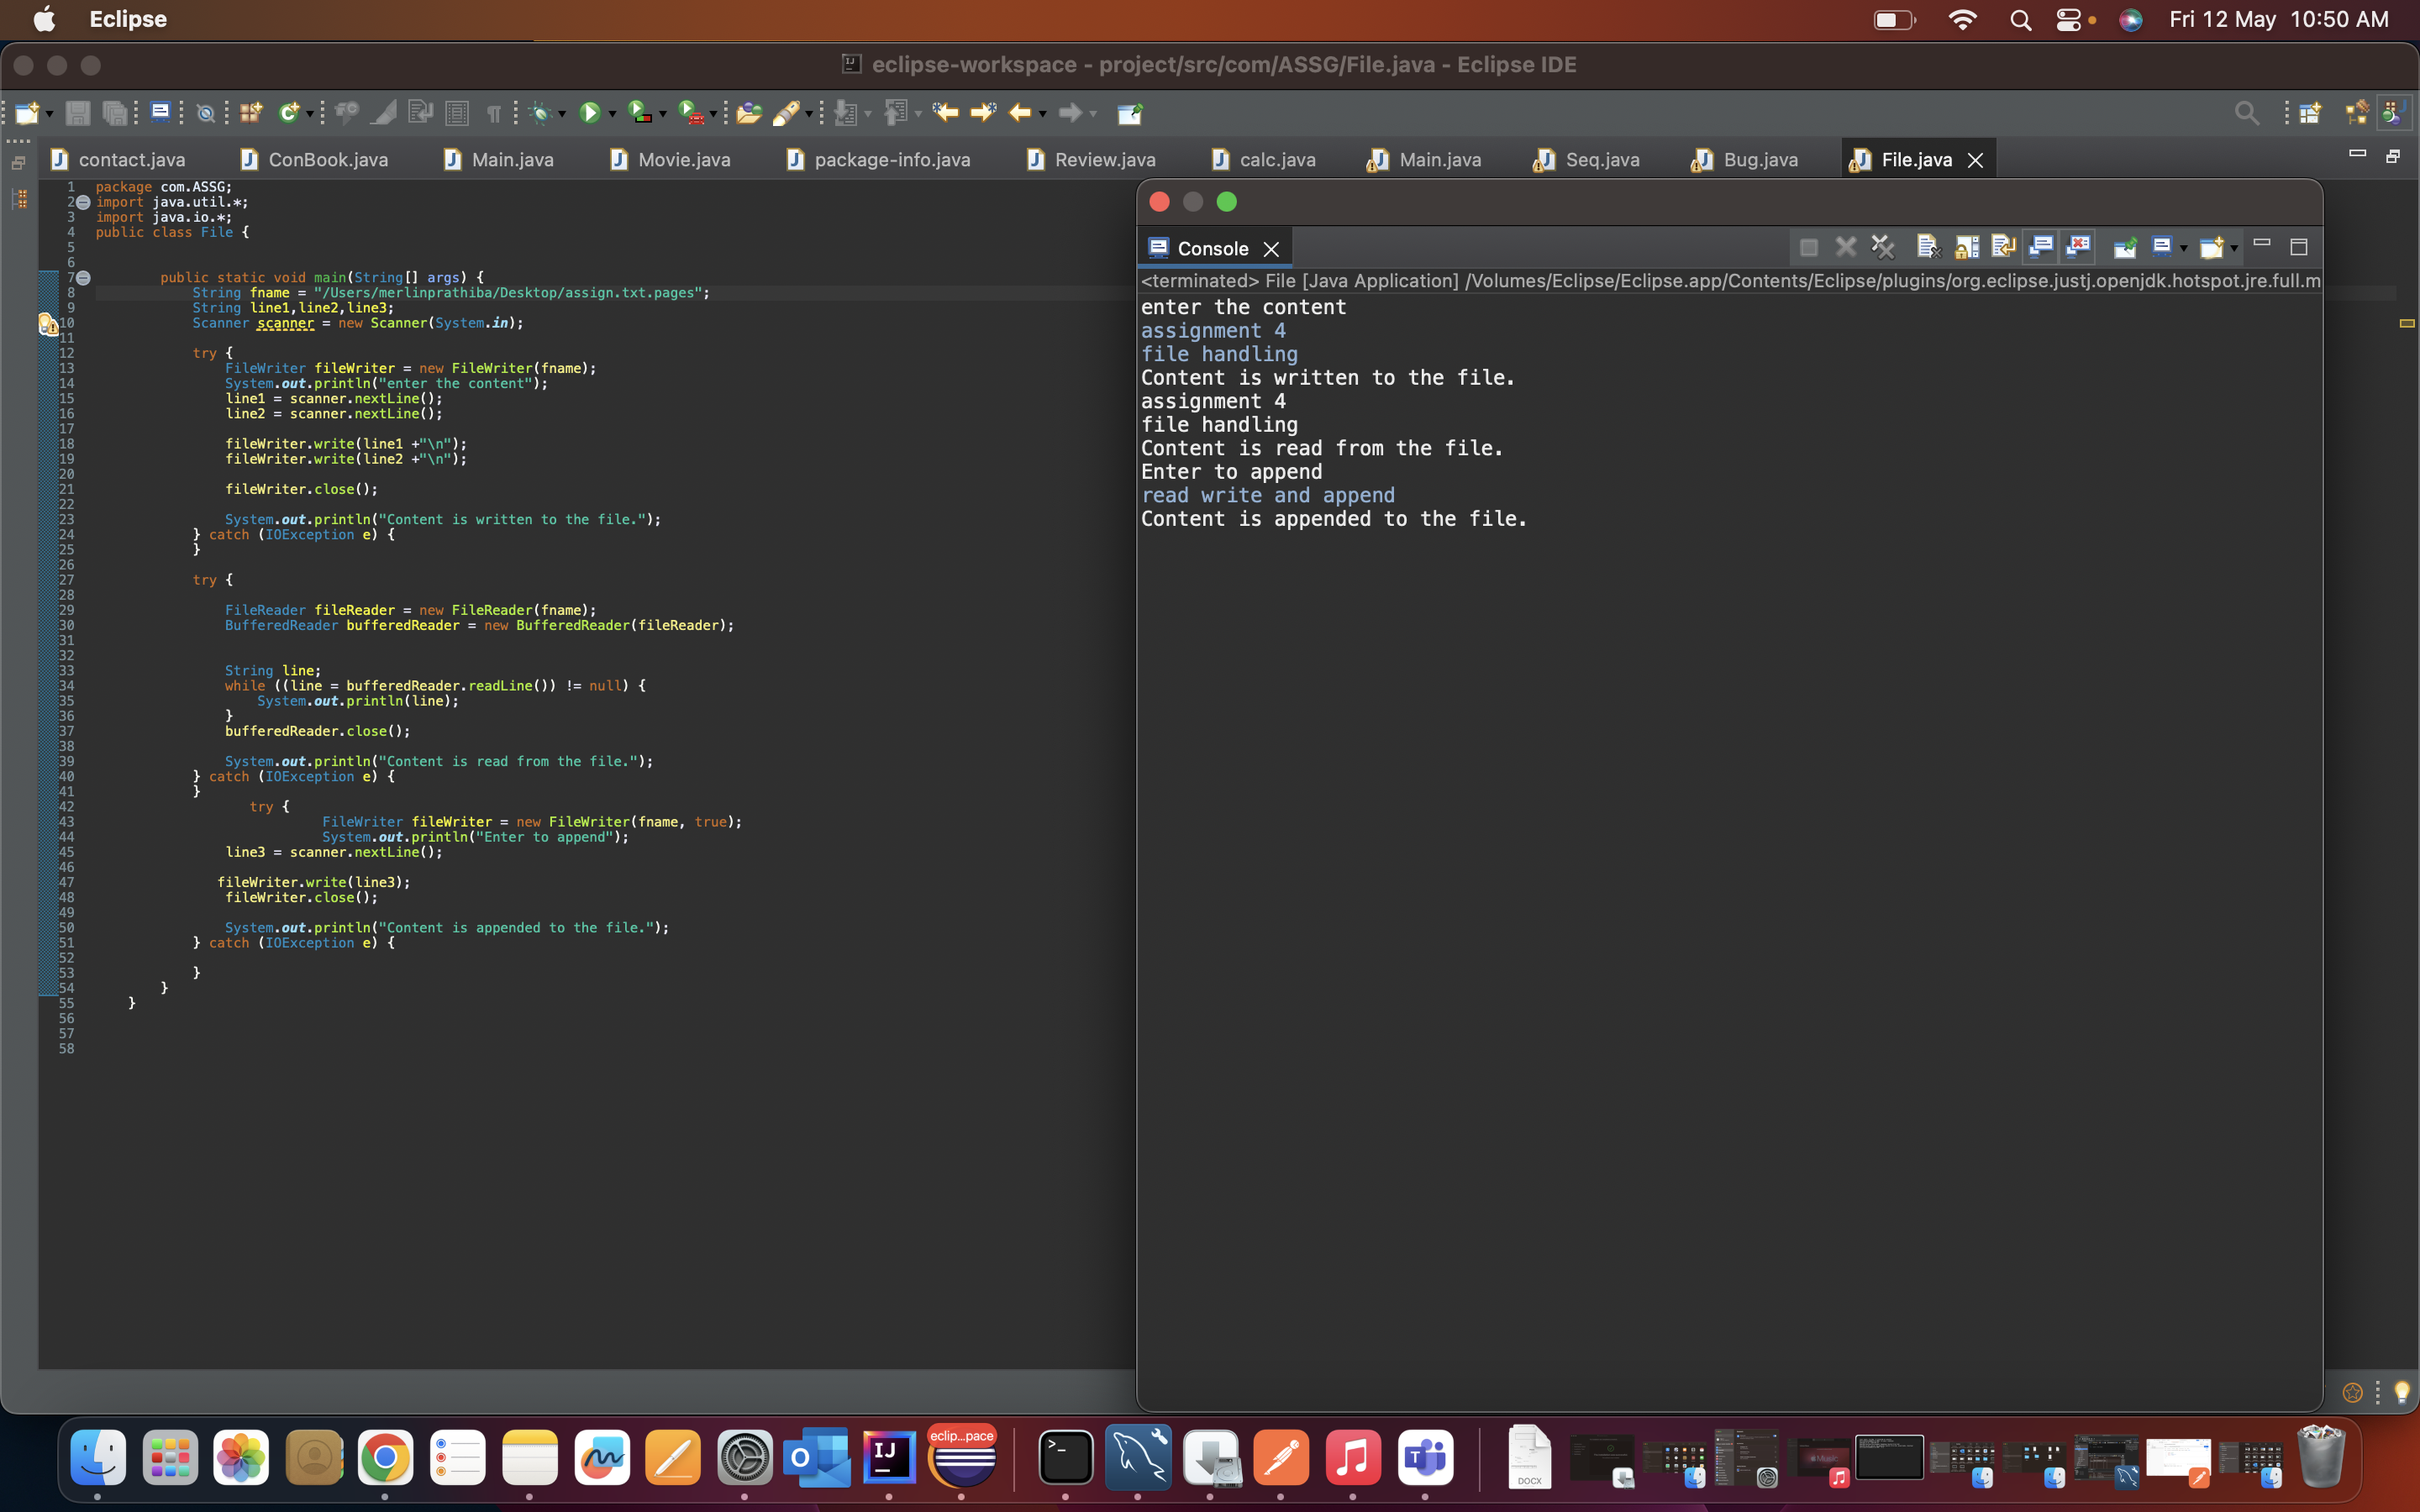 Eclipse
Fri 12 May 10:50 AM
eclipse-workspace - project/src/com/ASSG/File.java - Eclipse IDE
contact.java
ConBook.java
Main.java
Movie.java
package-info.java
Review.java
calc.java
Main.java
Seq.java
Bug.java
File.java
1 package com.ASSG;
2 import java.util.*;
3 import java.io.*;
4 public class File {
5
6
7 public static void main(String[] args) {
8 String fname = "/Users/merlinprathiba/Desktop/assign.txt.pages";
9 String line1,line2,line3;
10 Scanner scanner = new Scanner(System.in);
11
12 try {
13 FileWriter fileWriter = new FileWriter(fname);
14 System.out.println("enter the content");
15 line1 = scanner.nextLine();
16 line2 = scanner.nextLine();
17
18 fileWriter.write(line1 +"\n");
19 fileWriter.write(line2 +"\n");
20
21 fileWriter.close();
22
23 System.out.println("Content is written to the file.");
24 } catch (IOException e) {
25 }
26
27 try {
28
29 FileReader fileReader = new FileReader(fname);
30 BufferedReader bufferedReader = new BufferedReader(fileReader);
31
32
33 String line;
34 while ((line = bufferedReader.readLine()) != null) {
35 System.out.println(line);
36 }
37 bufferedReader.close();
38
39 System.out.println("Content is read from the file.");
40 } catch (IOException e) {
41 }
42 try {
43 FileWriter fileWriter = new FileWriter(fname, true);
44 System.out.println("Enter to append");
45 line3 = scanner.nextLine();
46
47 fileWriter.write(line3);
48 fileWriter.close();
49
50 System.out.println("Content is appended to the file.");
51 } catch (IOException e) {
52
53 }
54 }
55 }
56
57
58
Console
<terminated> File [Java Application] /Volumes/Eclipse/Eclipse.app/Contents/Eclipse/plugins/org.eclipse.justj.openjdk.hotspot.jre.full.m
enter the content
assignment 4
file handling
Content is written to the file.
assignment 4
file handling
Content is read from the file.
Enter to append
read write and append
Content is appended to the file.
eclip...pace
IJ
DOCX
Music